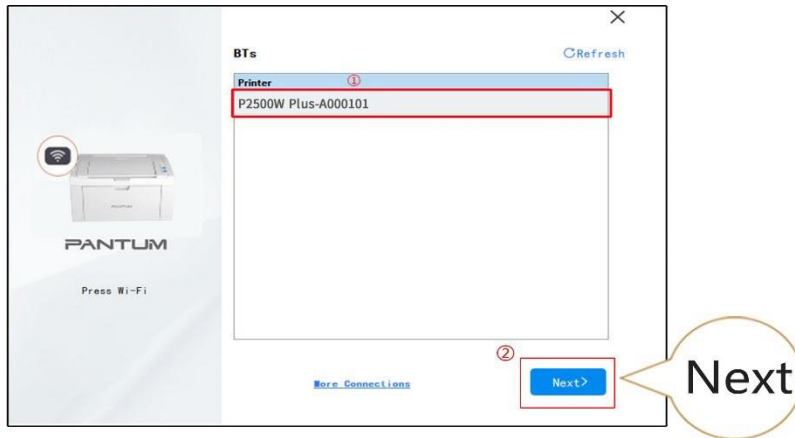 BTs
Refresh
Printer ①
P2500W Plus-A000101
PANTUM
Press Wi-Fi
②
More Connections
Next>
Next